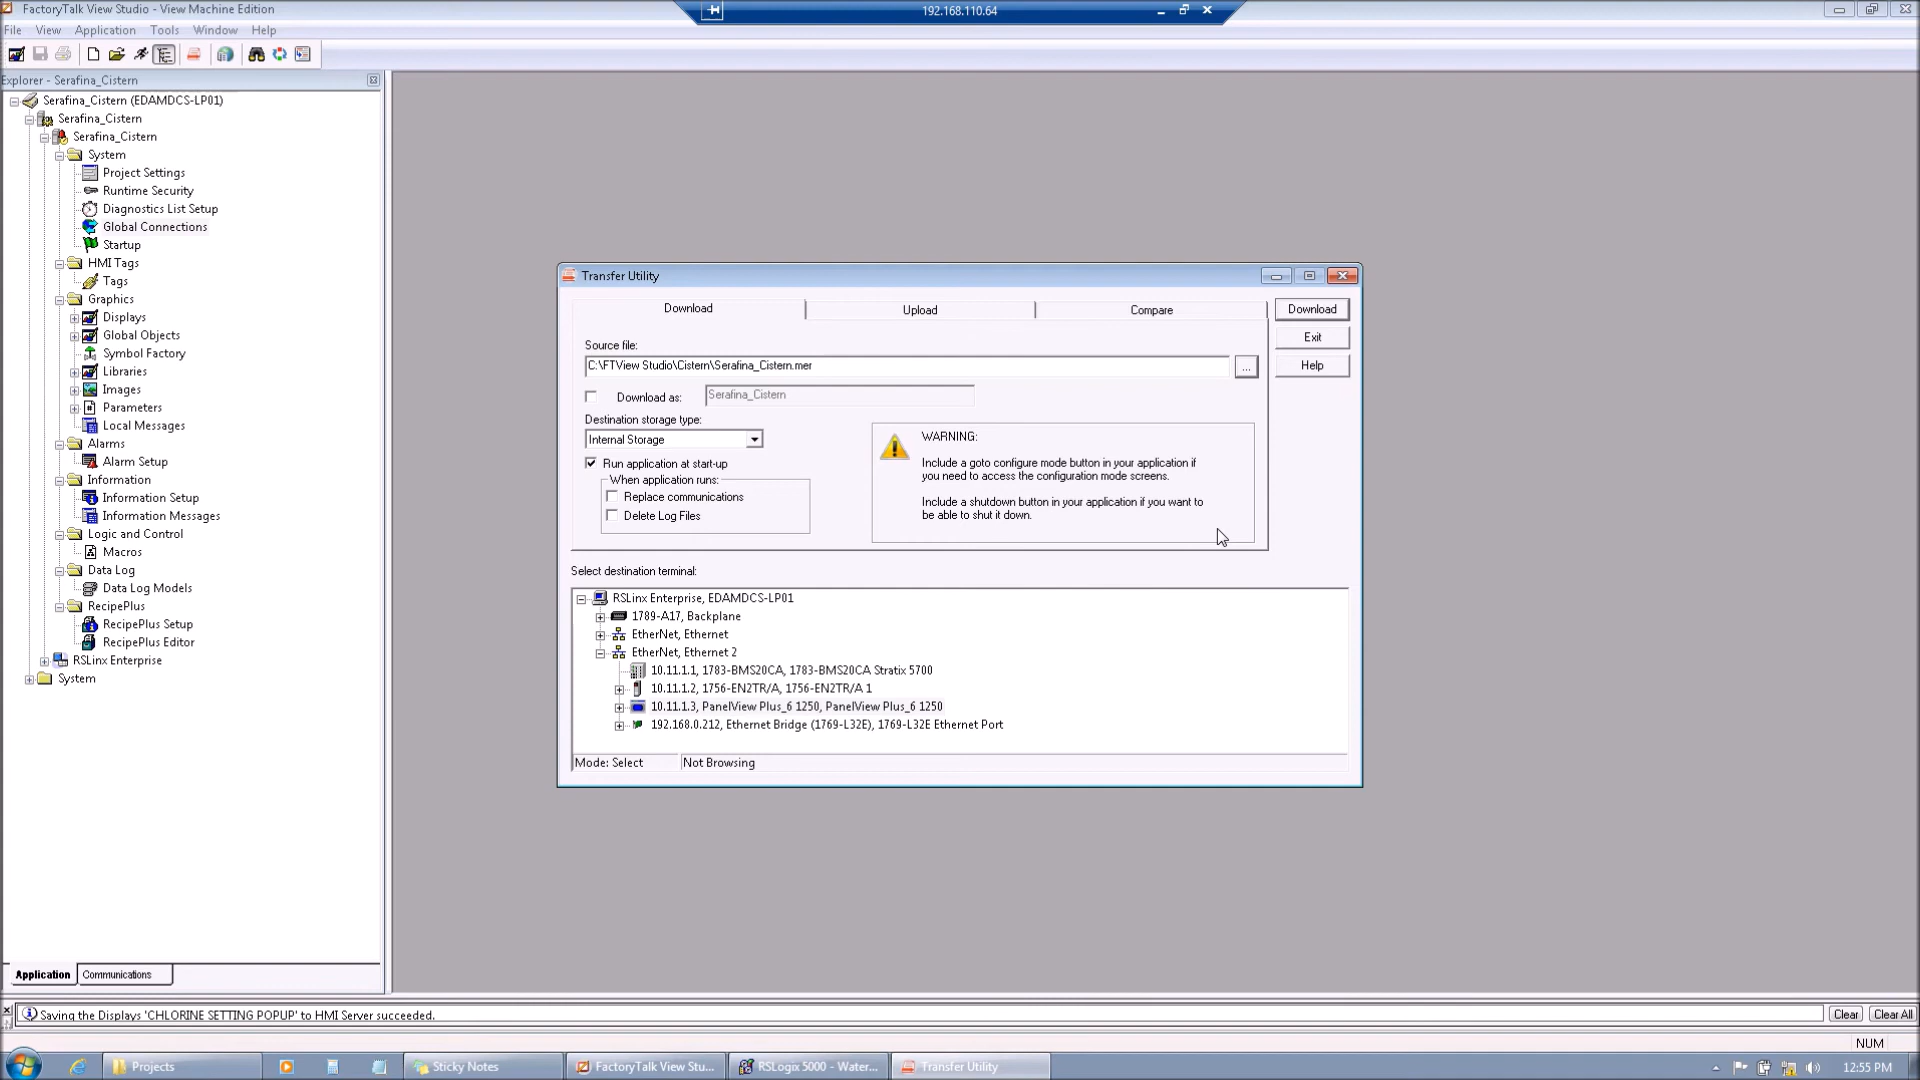 FactoryTalk View Studio - View Machine Edition
192.168.110.64
File View Application Tools Window Help
Explorer - Serafina_Cistern
Serafina_Cistern (EDAMDCS-LP01)
Serafina_Cistern
Serafina_Cistern
System
Project Settings
Runtime Security
Diagnostics List Setup
Global Connections
Startup
HMI Tags
Tags
Graphics
Displays
Global Objects
Symbol Factory
Libraries
Images
Parameters
Local Messages
Alarms
Alarm Setup
Information
Information Setup
Information Messages
Logic and Control
Macros
Data Log
Data Log Models
RecipePlus
RecipePlus Setup
RecipePlus Editor
RSLinx Enterprise
System
Application Communications
Transfer Utility
Download Upload Compare
Download
Exit
Help
Source file:
C:\FTView Studio\Cistern\Serafina_Cistern.mer
...
Download as: Serafina_Cistern
Destination storage type:
Internal Storage
Run application at start-up
When application runs:
Replace communications
Delete Log Files
WARNING:
Include a goto configure mode button in your application if
you need to access the configuration mode screens.
Include a shutdown button in your application if you want to
be able to shut it down.
Select destination terminal:
RSLinx Enterprise, EDAMDCS-LP01
1789-A17, Backplane
EtherNet, Ethernet
EtherNet, Ethernet 2
10.11.1.1, 1783-BMS20CA, 1783-BMS20CA Stratix 5700
10.11.1.2, 1756-EN2TR/A, 1756-EN2TR/A 1
10.11.1.3, PanelView Plus_6 1250, PanelView Plus_6 1250
192.168.0.212, Ethernet Bridge (1769-L32E), 1769-L32E Ethernet Port
Mode: Select Not Browsing
Saving the Displays 'CHLORINE SETTING POPUP' to HMI Server succeeded.
Clear Clear All
NUM
Projects Sticky Notes FactoryTalk View Stu... RSLogix 5000 - Water... Transfer Utility 12:55 PM